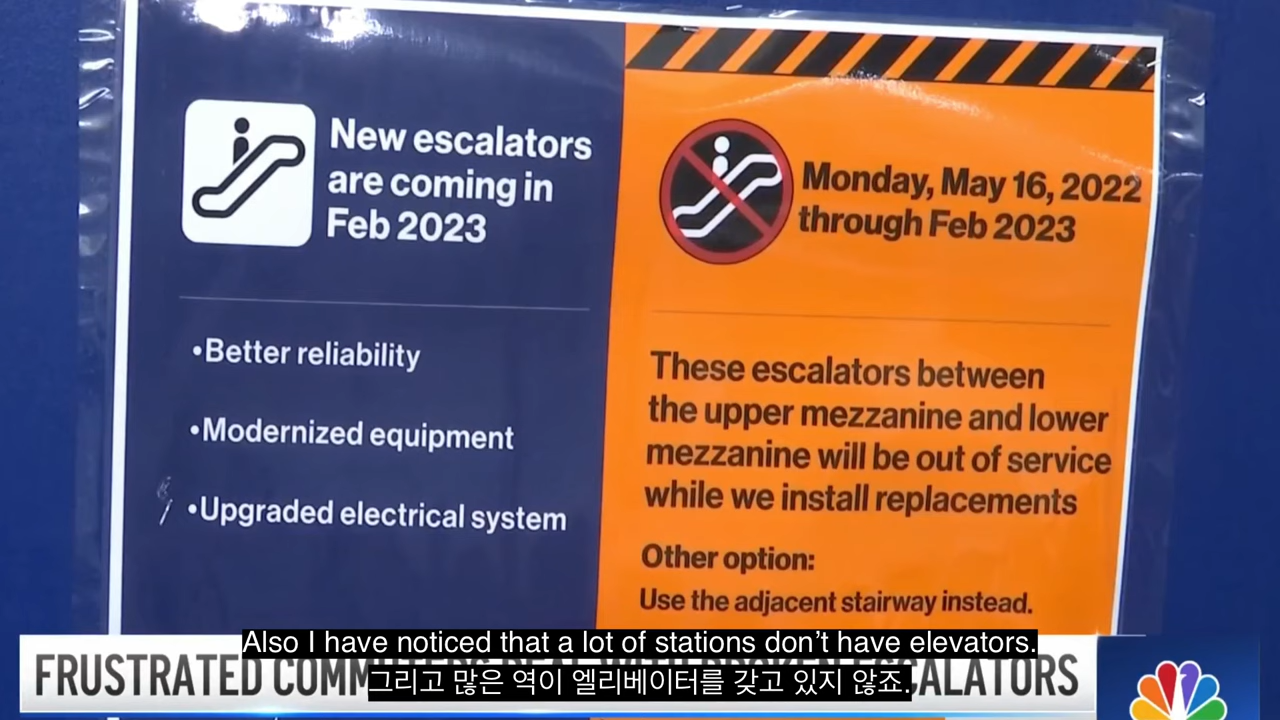 New escalators
are coming in
Feb 2023
•Better reliability
•Modernized equipment
•Upgraded electrical system
Monday, May 16, 2022
through Feb 2023
These escalators between
the upper mezzanine and lower
mezzanine will be out of service
while we install replacements
Other option:
Use the adjacent stairway instead.
Also I have noticed that a lot of stations don't have elevators.
그리고 많은 역이 엘리베이터를 갖고 있지 않죠.
FRUSTRATED